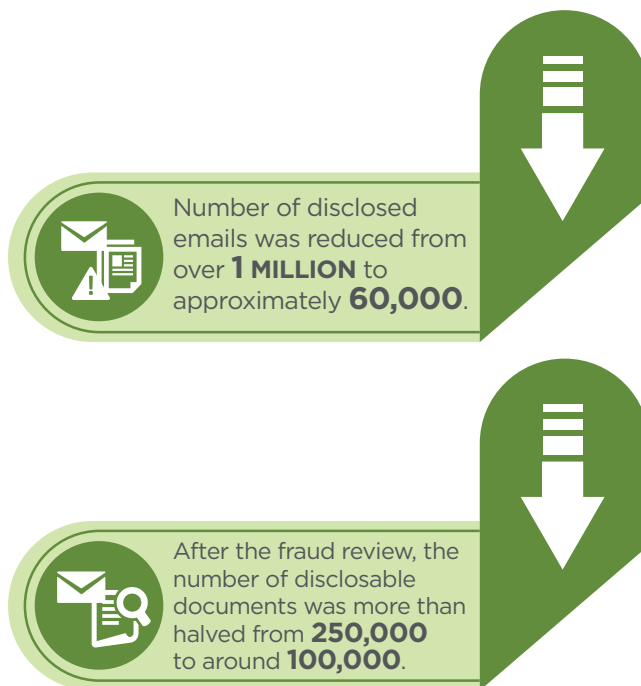 Number of disclosed
emails was reduced from
over 1 MILLION to
approximately 60,000.
After the fraud review, the
number of disclosable
documents was more than
halved from 250,000
to around 100,000.